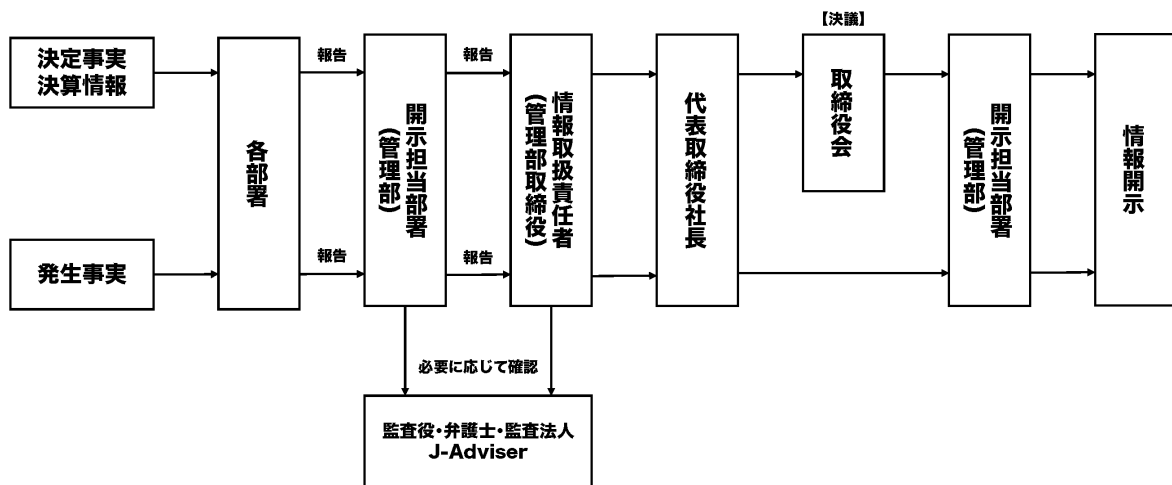 決定事実
決算情報
発生事実
各部署
報告
報告
開示担当部署
(管理部)
報告
報告
情報取扱責任者
(管理部取締役)
代表取締役社長
【決議】
取締役会
開示担当部署
(管理部)
情報開示
必要に応じて確認
監査役・弁護士・監査法人
J-Adviser